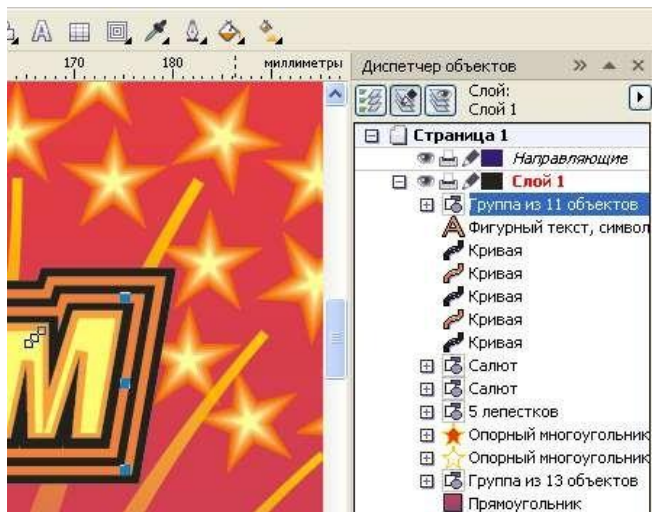 170 180 миллиметры
Диспетчер объектов
Слой:
Слой 1
Страница 1
Направляющие
Слой 1
Группа из 11 объектов
Фигурный текст, символ
Кривая
Кривая
Кривая
Кривая
Кривая
Салют
Салют
5 лепестков
Опорный многоугольник
Опорный многоугольник
Группа из 13 объектов
Прямоугольник
М